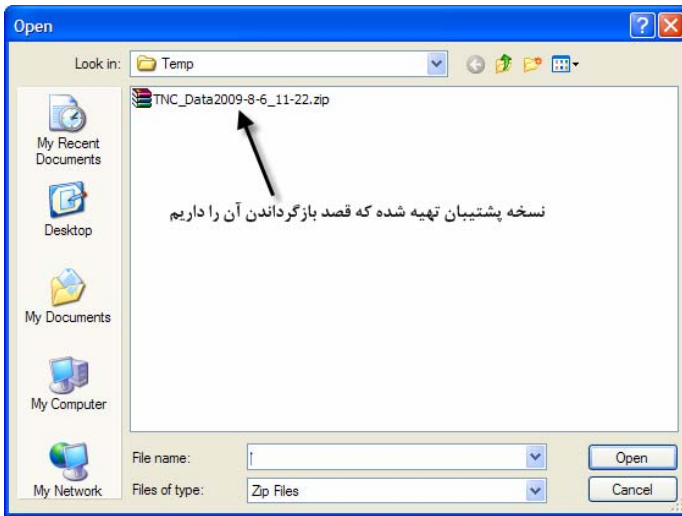 Open
Look in:
Temp
TNC_Data2009-8-6_11-22.zip
نسخه پشتیبان تهیه شده که قصد بازگرداندن آن را داریم
My Recent
Documents
Desktop
My Documents
My Computer
My Network
File name:
Open
Files of type:
Zip Files
Cancel